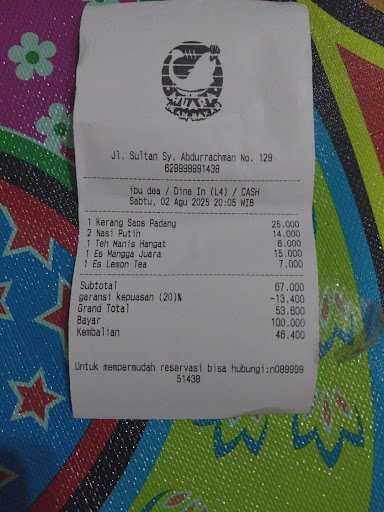 JUARA
IKAN BAKAR
Jl. Sultan Sy. Abdurrachman No. 129
628999991438
ibu dea / Dine In (L4) / CASH
Sabtu, 02 Agu 2025 20:05 WIB
1 Kerang Saos Padang 25.000
2 Nasi Putih 14.000
1 Teh Manis Hangat 6.000
1 Es Mangga Juara 15.000
1 Es Lemon Tea 7.000
Subtotal 67.000
garansi kepuasan (20)% -13.400
Grand Total 53.600
Bayar 100.000
Kembalian 46.400
Untuk mempermudah reservasi bisa hubungi:n089999
51438